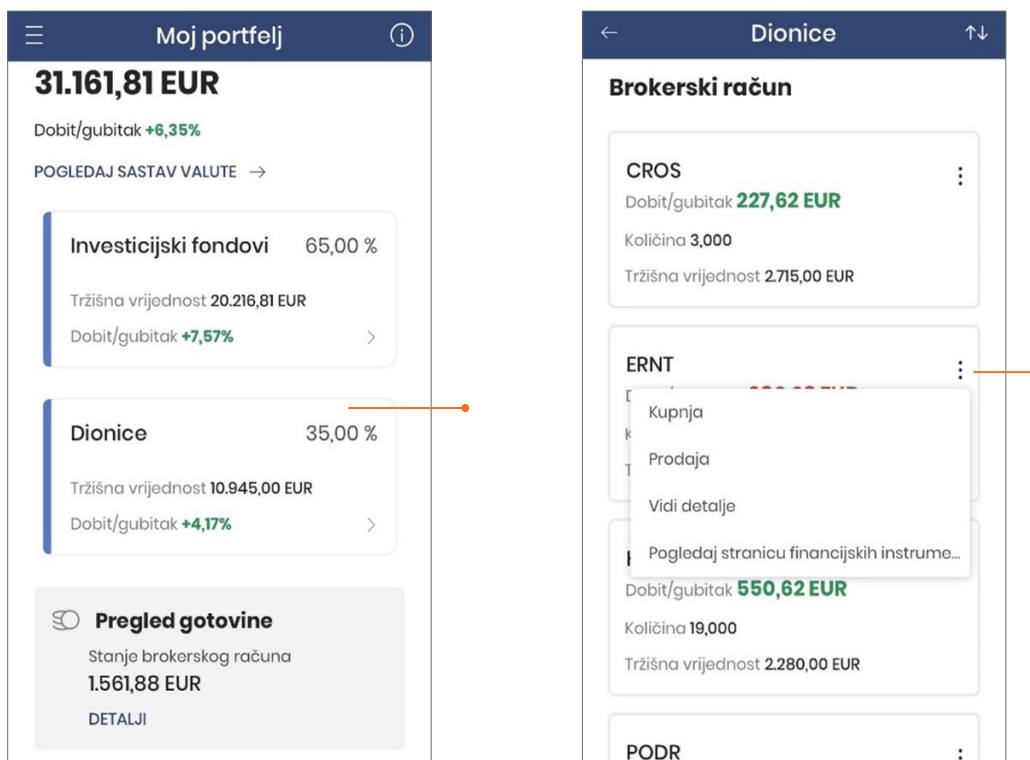 Moj portfelj
31.161,81 EUR
Dobit/gubitak +6,35%
POGLEDAJ SASTAV VALUTE →
Investicijski fondovi 65,00 %
Tržišna vrijednost 20.216,81 EUR
Dobit/gubitak +7,57%
Dionice 35,00 %
Tržišna vrijednost 10.945,00 EUR
Dobit/gubitak +4,17%
Pregled gotovine
Stanje brokerskog računa
1.561,88 EUR
DETALJI
Dionice
Brokerski račun
CROS
Dobit/gubitak 227,62 EUR
Količina 3,000
Tržišna vrijednost 2.715,00 EUR
ERNT
Kupnja
Prodaja
Vidi detalje
Pogledaj stranicu financijskih instrume...
Dobit/gubitak 550,62 EUR
Količina 19,000
Tržišna vrijednost 2.280,00 EUR
PODR